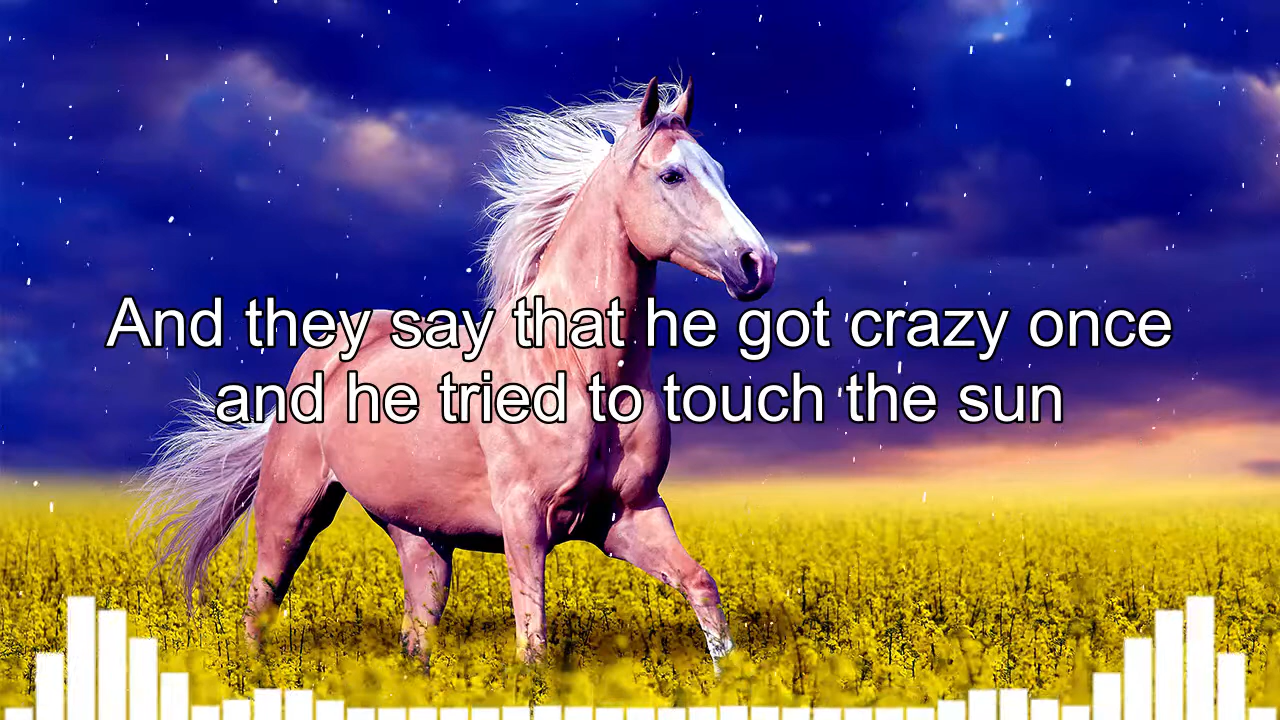 And they say that he got crazy once
and he tried to touch the sun